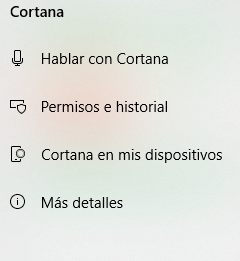 Cortana
Hablar con Cortana
Permisos e historial
Cortana en mis dispositivos
Más detalles